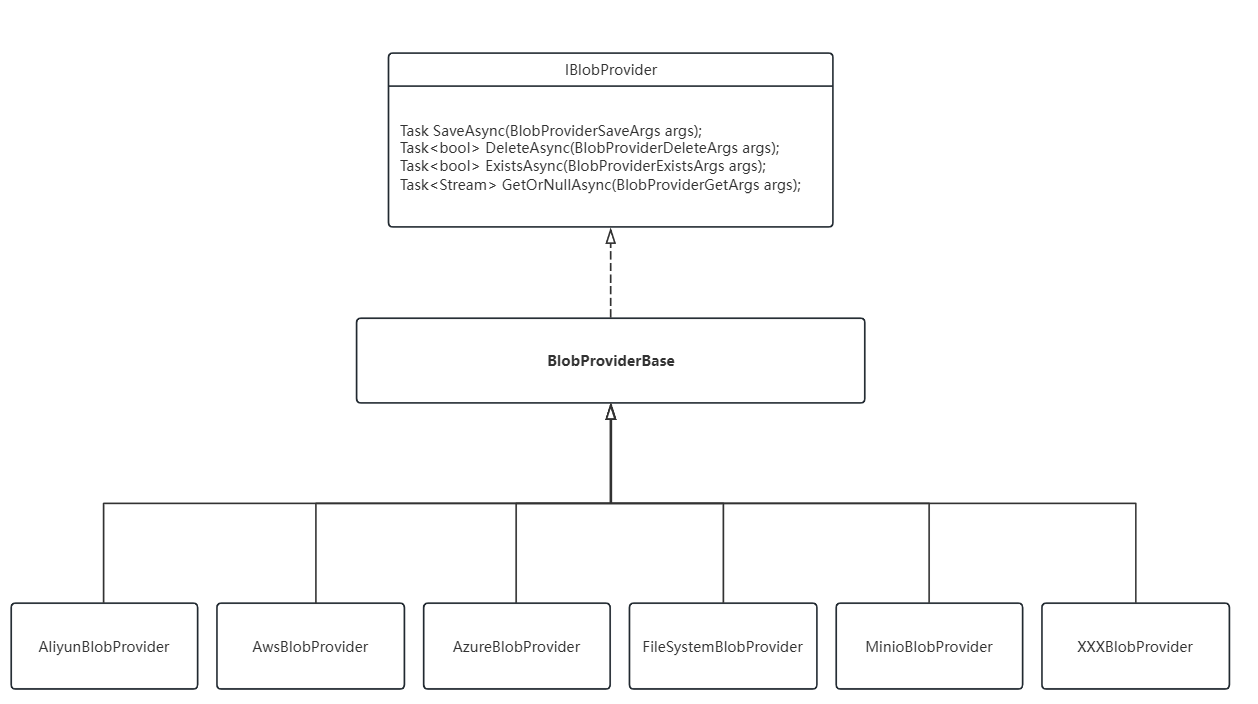 IBlobProvider
Task SaveAsync(BlobProviderSaveArgs args);
Task<bool> DeleteAsync(BlobProviderDeleteArgs args);
Task<bool> ExistsAsync(BlobProviderExistsArgs args);
Task<Stream> GetOrNullAsync(BlobProviderGetArgs args);
BlobProviderBase
AliyunBlobProvider
AwsBlobProvider
AzureBlobProvider
FileSystemBlobProvider
MinioBlobProvider
XXXBlobProvider